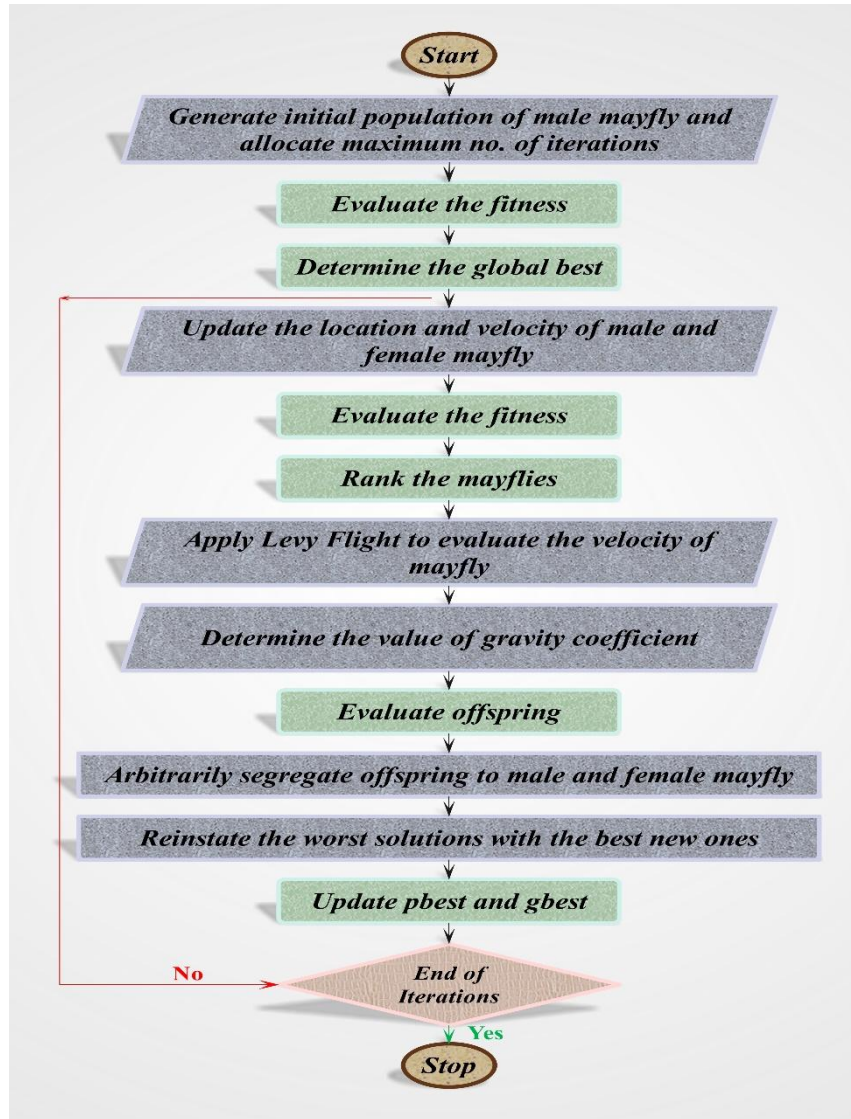 Start
Generate initial population of male mayfly and
allocate maximum no. of iterations
Evaluate the fitness
Determine the global best
Update the location and velocity of male and
female mayfly
Evaluate the fitness
Rank the mayflies
Apply Levy Flight to evaluate the velocity of
mayfly
Determine the value of gravity coefficient
Evaluate offspring
Arbitrarily segregate offspring to male and female mayfly
Reinstate the worst solutions with the best new ones
Update pbest and gbest
No
End of
Iterations
Yes
Stop